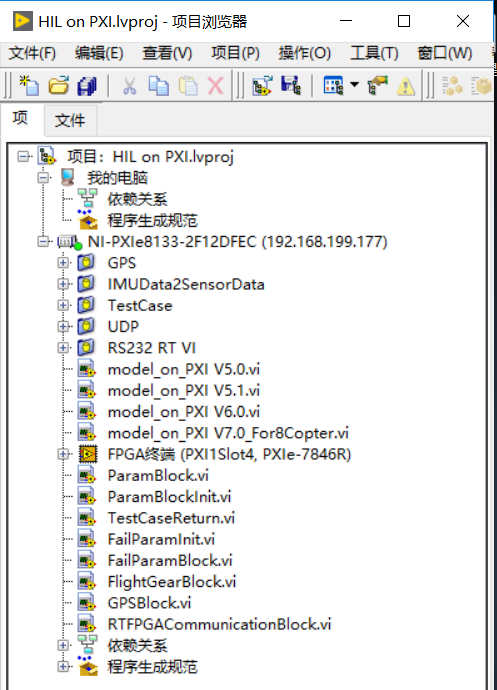 HIL on PXI.lvproj - 项目浏览器
文件(F) 编辑(E) 查看(V) 项目(P) 操作(O) 工具(T) 窗口(W)
项 文件
项目：HIL on PXI.lvproj
我的电脑
依赖关系
程序生成规范
NI-PXIe8133-2F12DFEC (192.168.199.177)
GPS
IMUData2SensorData
TestCase
UDP
RS232 RT VI
model_on_PXI V5.0.vi
model_on_PXI V5.1.vi
model_on_PXI V6.0.vi
model_on_PXI V7.0_For8Copter.vi
FPGA终端 (PXI1Slot4, PXIe-7846R)
ParamBlock.vi
ParamBlockInit.vi
TestCaseReturn.vi
FailParamInit.vi
FailParamBlock.vi
FlightGearBlock.vi
GPSBlock.vi
RTFPGACommunicationBlock.vi
依赖关系
程序生成规范